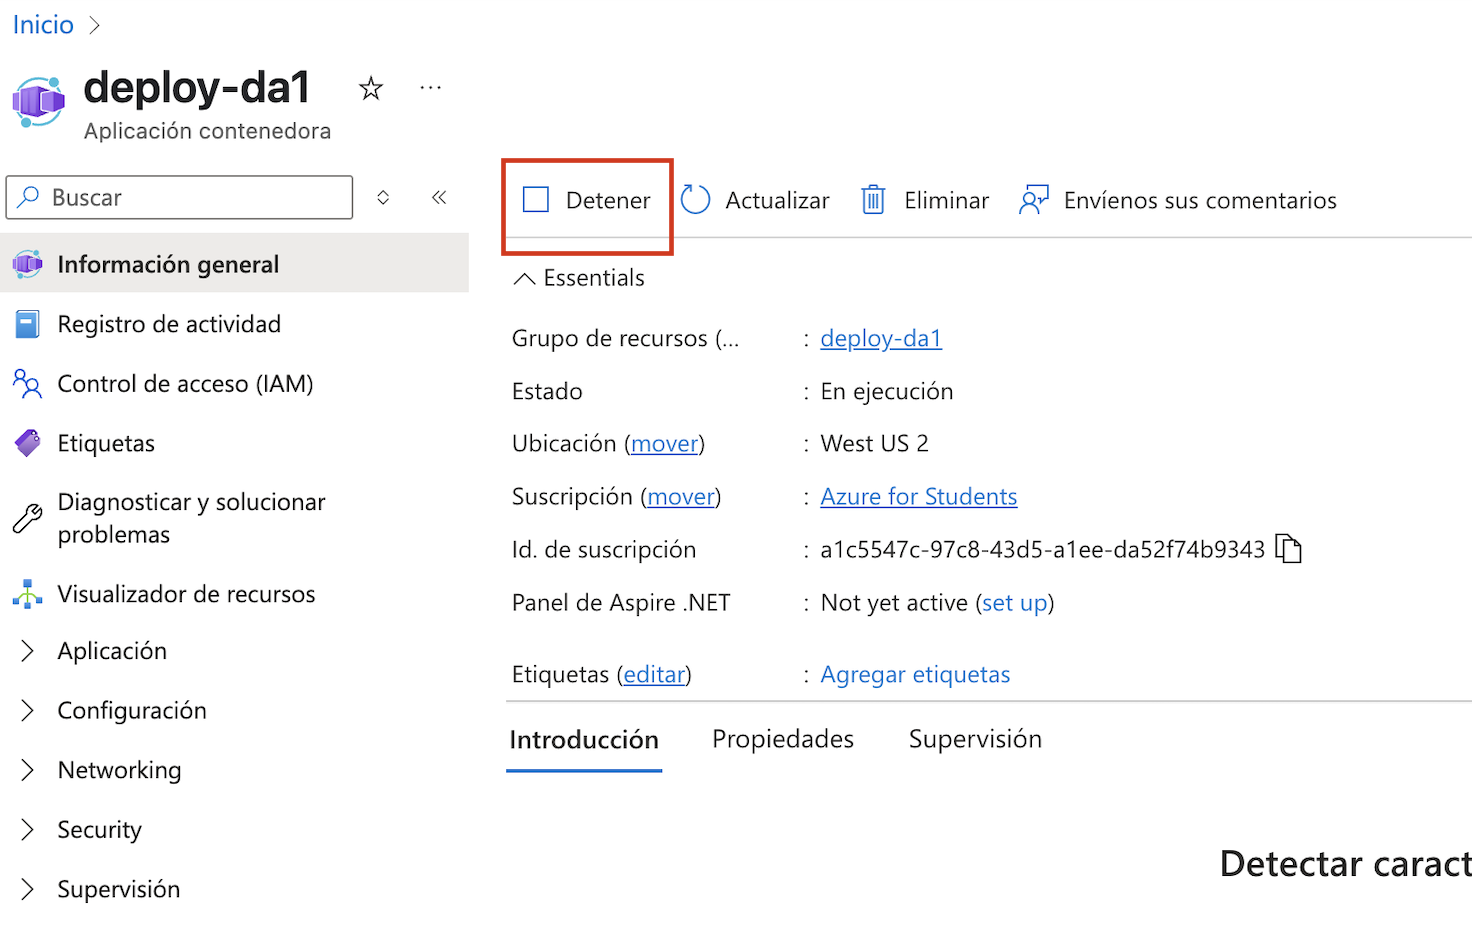 Inicio
deploy-da1
Aplicación contenedora
Buscar
Información general
Registro de actividad
Control de acceso (IAM)
Etiquetas
Diagnosticar y solucionar
problemas
Visualizador de recursos
Aplicación
Configuración
Networking
Security
Supervisión
Detener Actualizar Eliminar Envíenos sus comentarios
Essentials
Grupo de recursos (... : deploy-da1
Estado : En ejecución
Ubicación (mover) : West US 2
Suscripción (mover) : Azure for Students
Id. de suscripción : a1c5547c-97c8-43d5-a1ee-da52f74b9343
Panel de Aspire .NET : Not yet active (set up)
Etiquetas (editar) : Agregar etiquetas
Introducción Propiedades Supervisión
Detectar caract